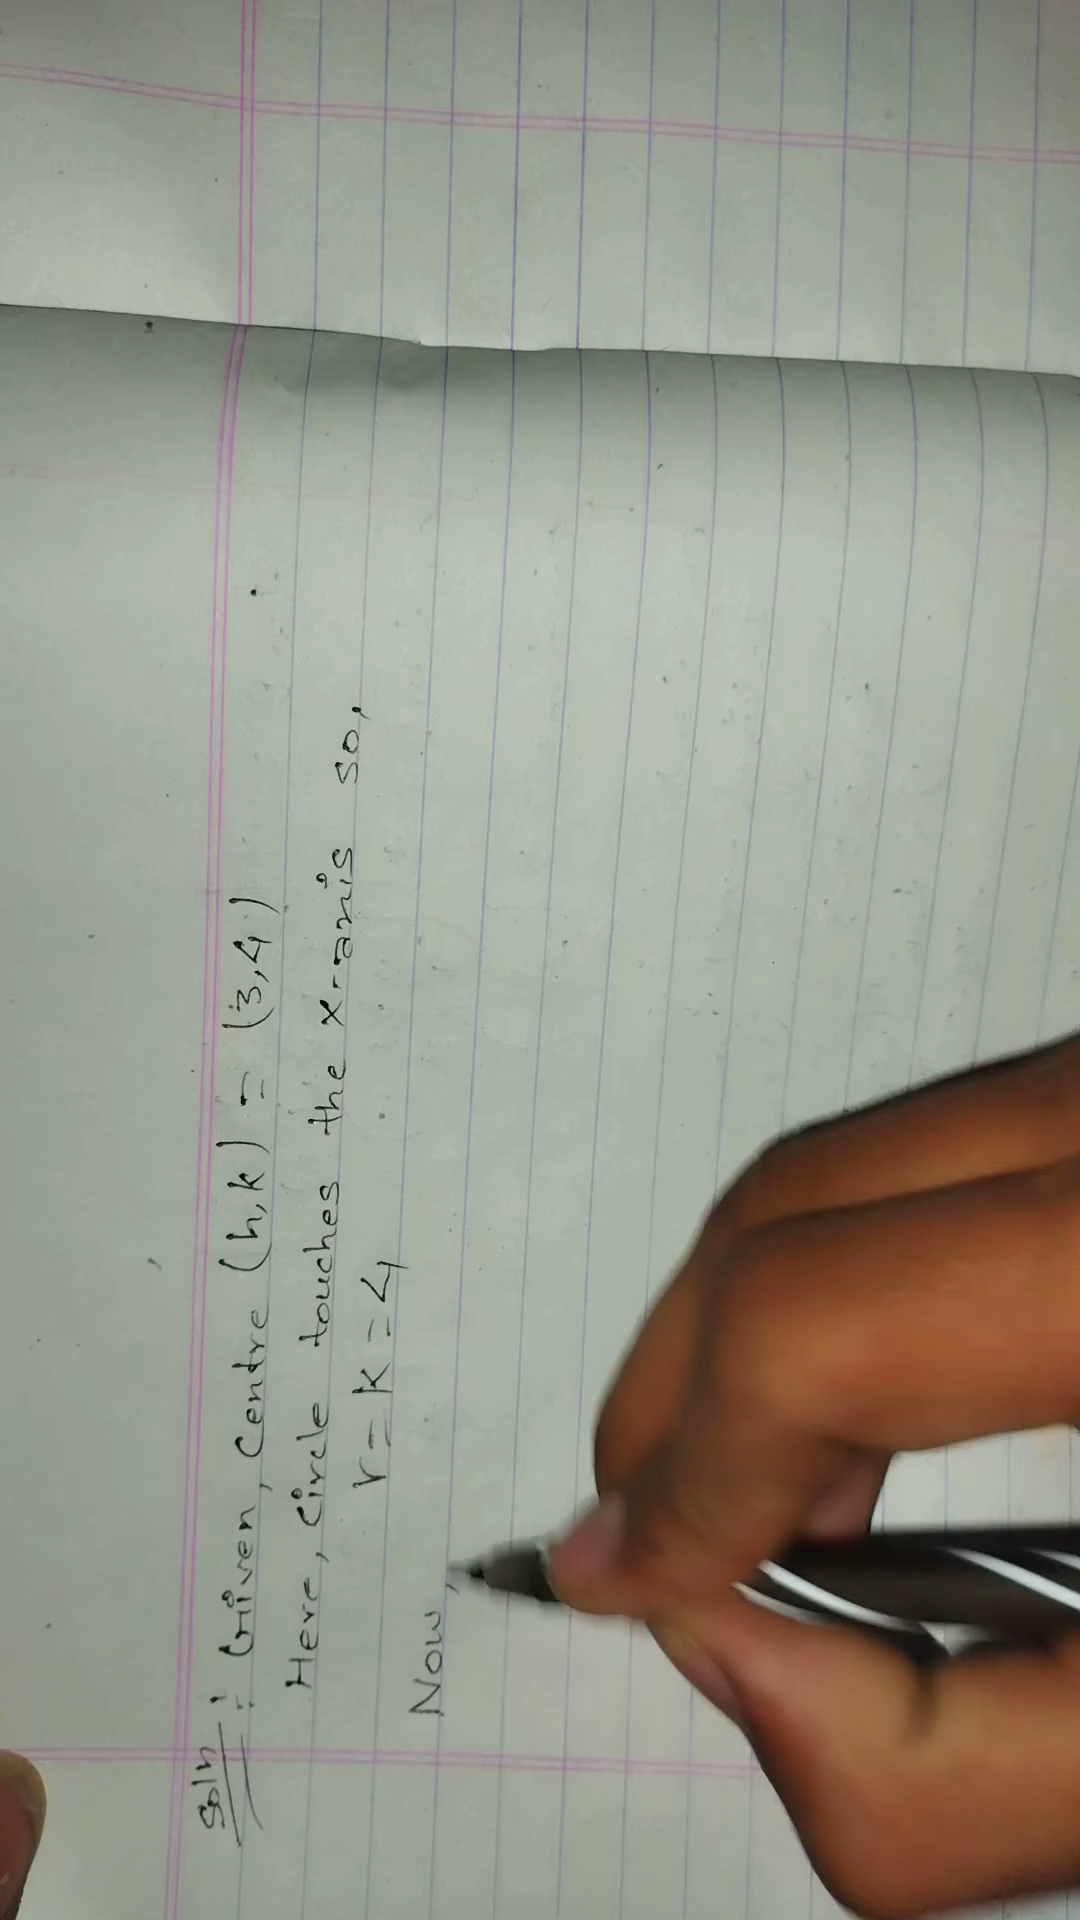 Soln : Given, Centre (h,k) = (3,4)
Here, Circle touches the x-axis so,
r = k = 4
Now,